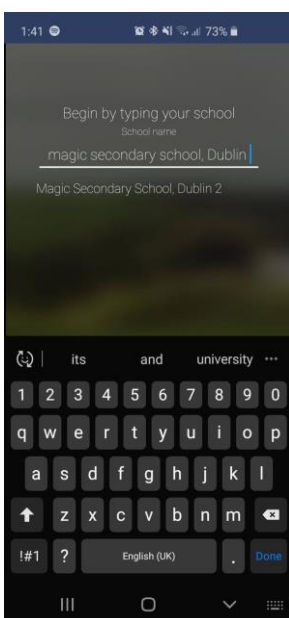 1:41 73%
Begin by typing your school
School name
magic secondary school, Dublin
Magic Secondary School, Dublin 2
its and university
1 2 3 4 5 6 7 8 9 0
q w e r t y u i o p
a s d f g h j k l
z x c v b n m
!#1 ? English (UK) . Done